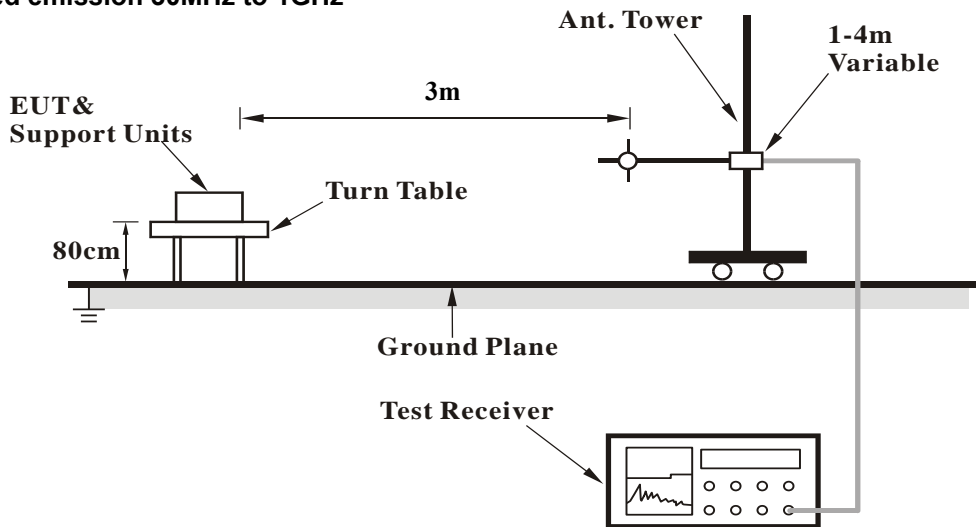 Ant. Tower
1-4m
Variable
3m
EUT&
Support Units
Turn Table
80cm
Ground Plane
Test Receiver